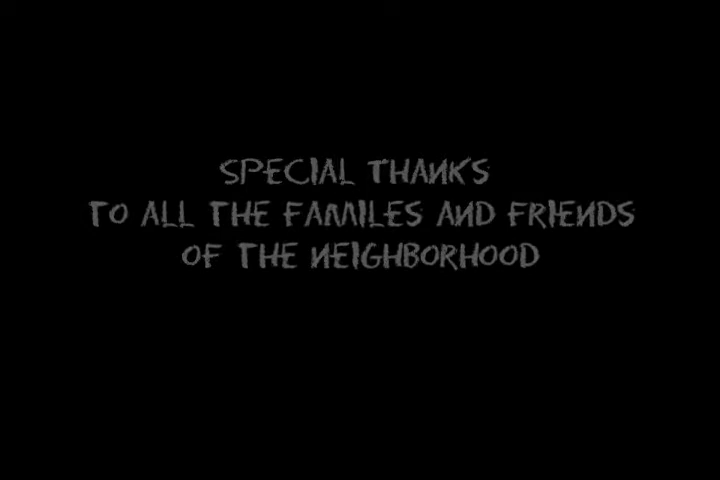 SPECIAL THANKS
TO ALL THE FAMILES AND FRIENDS
OF THE NEIGHBORHOOD